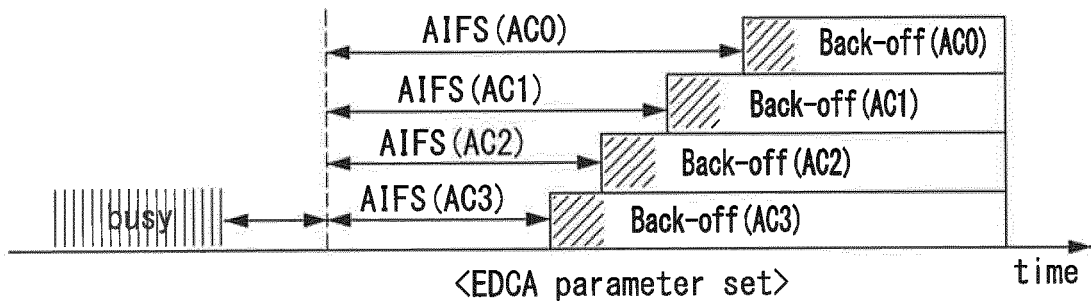 AIFS(AC0)
Back-off(AC0)
AIFS(AC1)
Back-off(AC1)
AIFS(AC2)
Back-off(AC2)
busy
AIFS(AC3)
Back-off(AC3)
<EDCA parameter set>
time